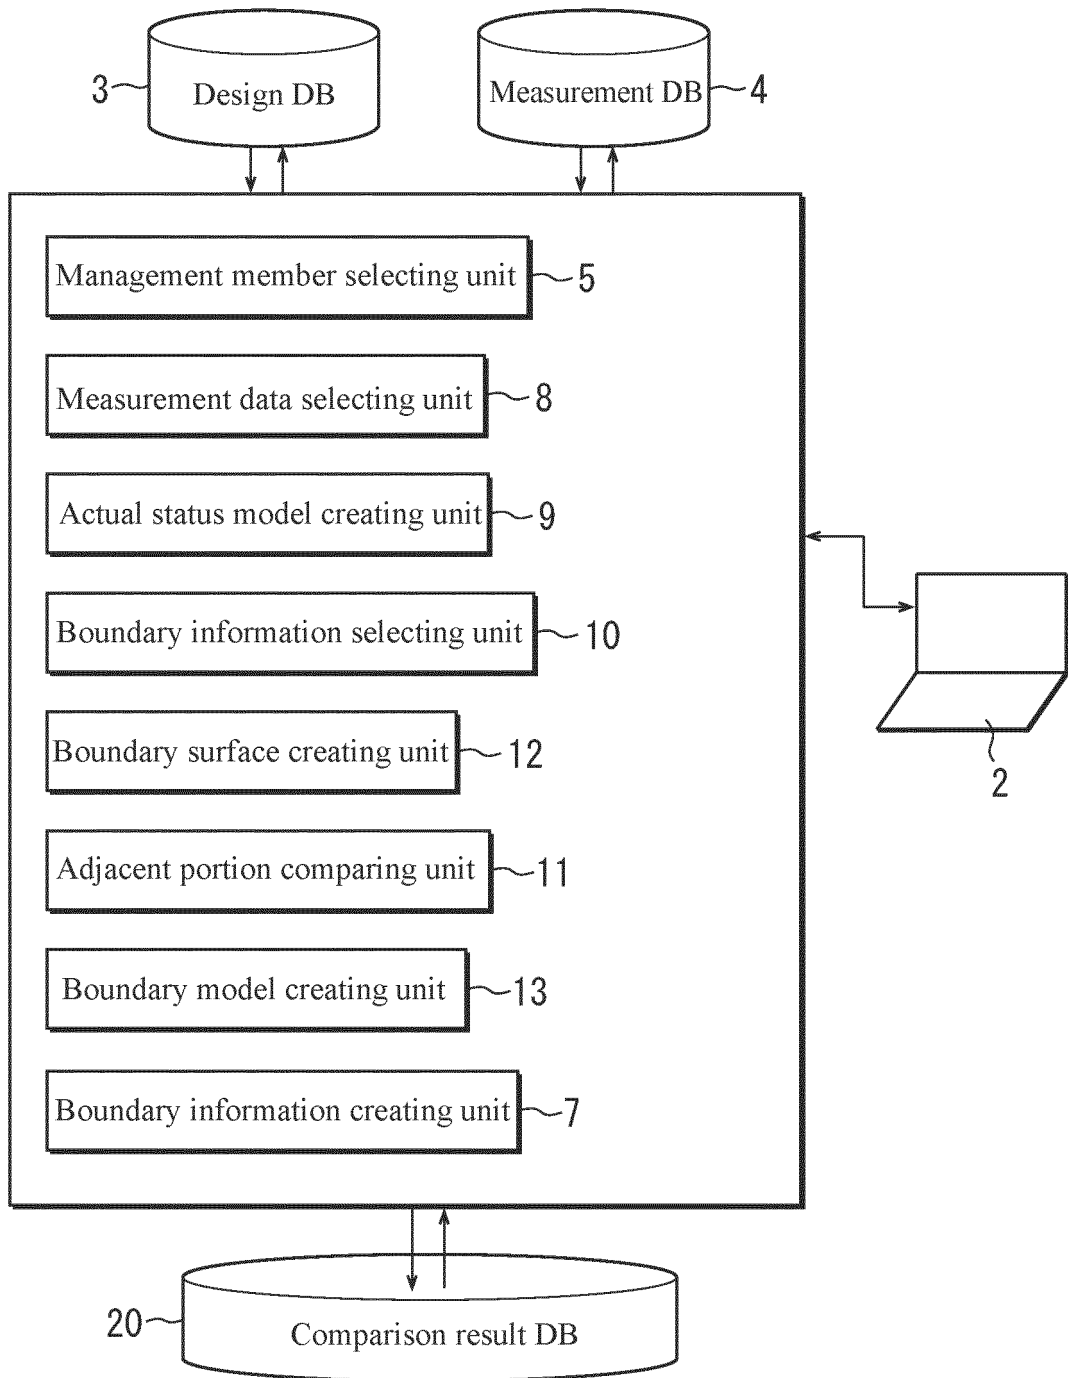 3
Design DB
Measurement DB
4
Management member selecting unit
5
Measurement data selecting unit
8
Actual status model creating unit
9
Boundary information selecting unit
10
Boundary surface creating unit
12
2
Adjacent portion comparing unit
11
Boundary model creating unit
13
Boundary information creating unit
7
20
Comparison result DB